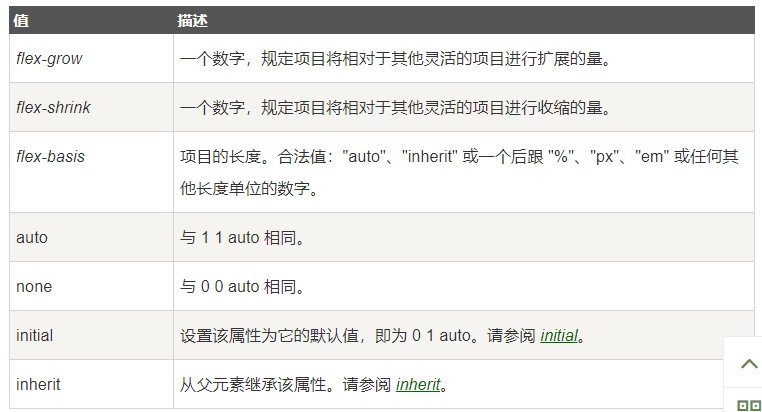 值 描述
flex-grow 一个数字，规定项目将相对于其他灵活的项目进行扩展的量。
flex-shrink 一个数字，规定项目将相对于其他灵活的项目进行收缩的量。
flex-basis 项目的长度。合法值："auto"、"inherit" 或一个后跟 "%"、"px"、"em" 或任何其
他长度单位的数字。
auto 与 1 1 auto 相同。
none 与 0 0 auto 相同。
initial 设置该属性为它的默认值，即为 0 1 auto。请参阅 initial。
inherit 从父元素继承该属性。请参阅 inherit。